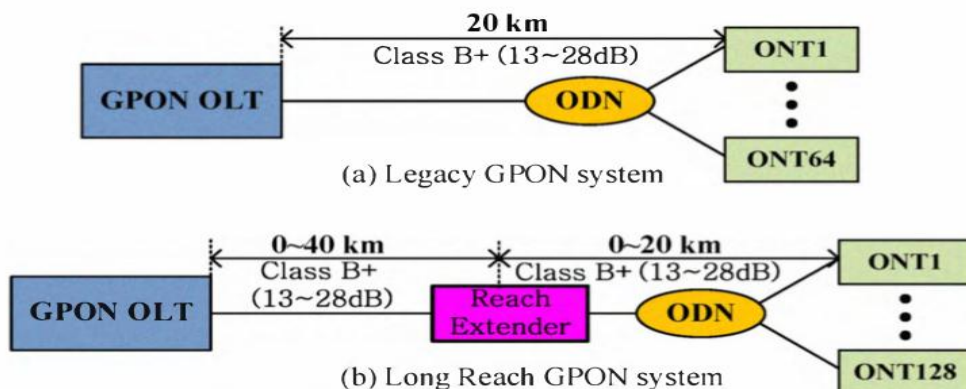 20 km
Class B+ (13~28dB)
GPON OLT
ODN
ONT1
ONT64
(a) Legacy GPON system
0~40 km
0~20 km
Class B+
(13~28dB)
Class B+ (13~28dB)
GPON OLT
Reach
Extender
ODN
ONT1
ONT128
(b) Long Reach GPON system